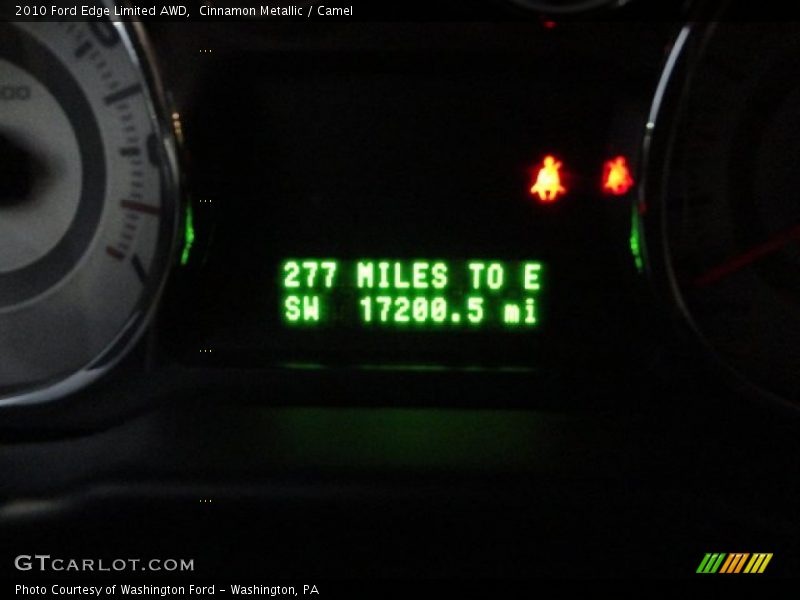 2010 Ford Edge Limited AWD,  Cinnamon Metallic / Camel
277 MILES TO E
SW  17200.5 mi
GTCARLOT.COM
Photo Courtesy of Washington Ford - Washington, PA